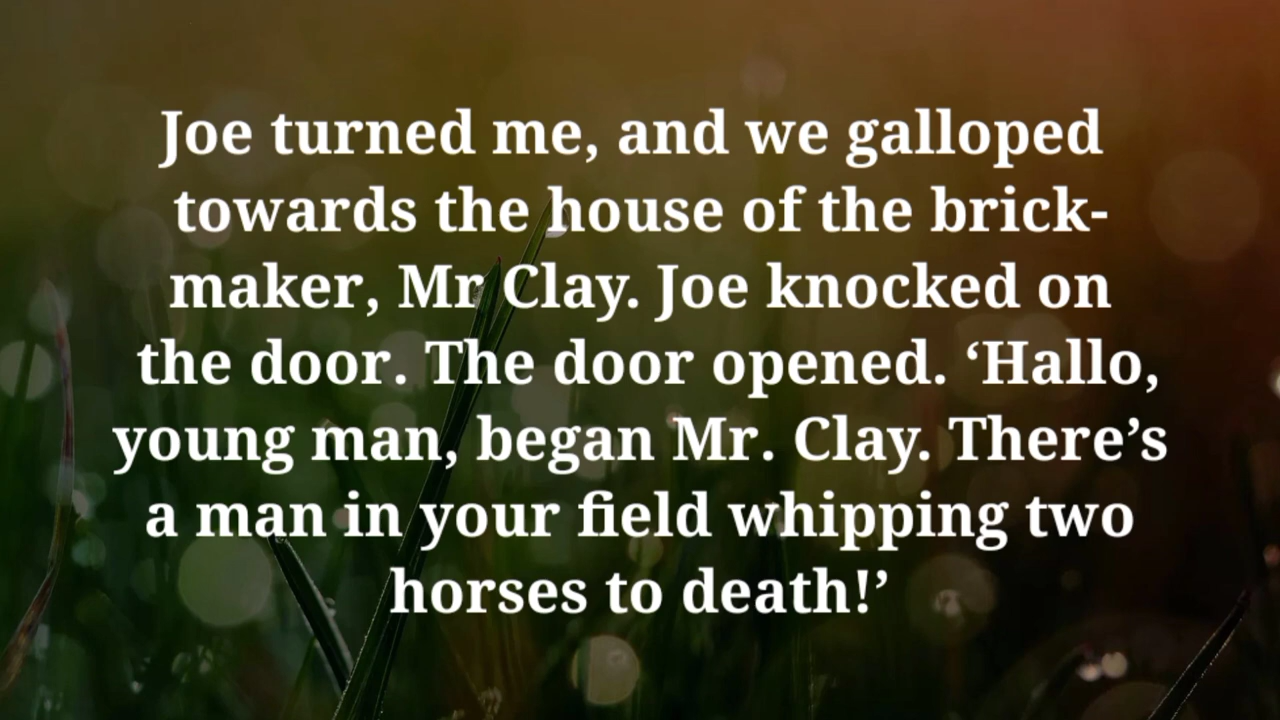 Joe turned me, and we galloped
towards the house of the brick-
maker, Mr Clay. Joe knocked on
the door. The door opened. ‘Hallo,
young man, began Mr. Clay. There’s
a man in your field whipping two
horses to death!’